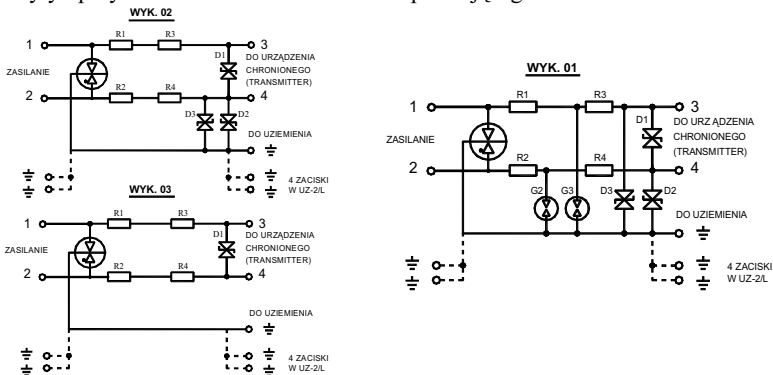 WYK. 02
R1 R3
1 3
D1 DO URZĄDZENIA
ZASILANIE CHRONIONEGO
(TRANSMITTER)
R2 R4
2 4
D3 D2
DO UZIEMIENIA
4 ZACISKI
W UZ-2/L
WYK. 03
R1 R3
1 3
D1 DO URZĄDZENIA
ZASILANIE CHRONIONEGO
(TRANSMITTER)
R2 R4
2 4
DO UZIEMIENIA
4 ZACISKI
W UZ-2/L
WYK. 01
R1 R3
1 3
D1 DO URZ ĄDZENIA
ZASILANIE CHRONIONEGO
(TRANSMITTER)
R2 R4
2 4
G2 G3 D3 D2
DO UZIEMIENIA
4 ZACISKI
W UZ-2/L